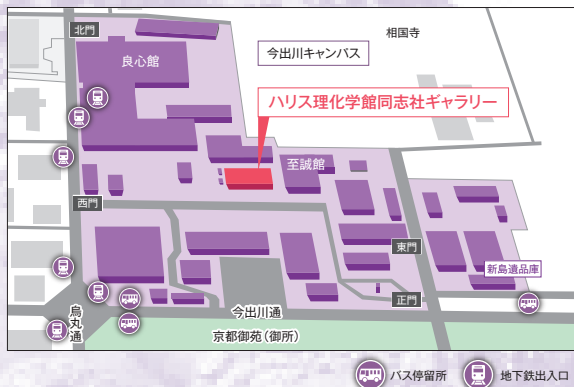 北門
相国寺
今出川キャンバス
良心館
ハリス理化学館同志社ギャラリー
至誠館
西門
東門
新島遺品庫
正門
烏丸通
今出川通
京都御苑（御所）
バス停留所
地下鉄出入口